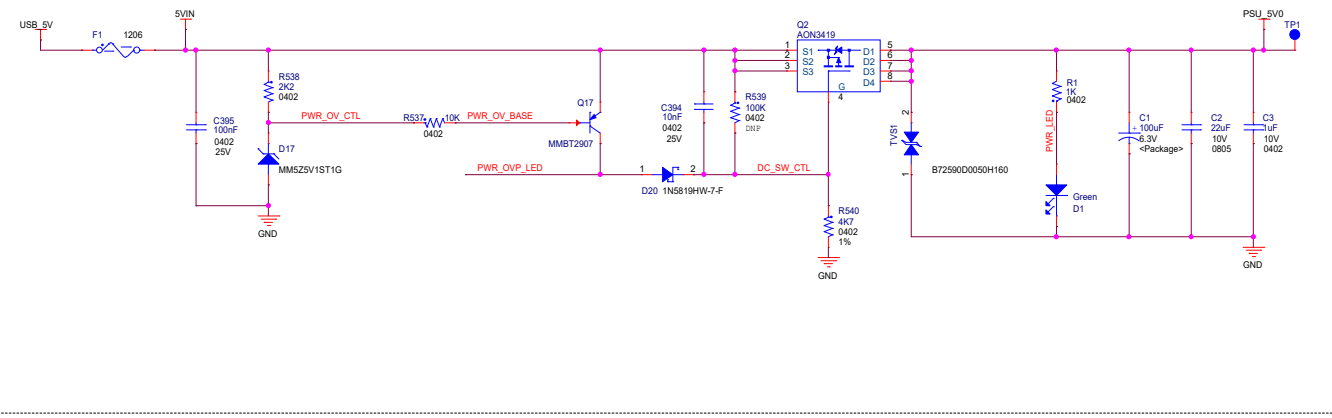 USB_5V
5VIN
F1
1206
R538
2K2
0402
C395
100nF
0402
25V
PWR_OV_CTL
R537
10K
0402
PWR_OV_BASE
D17
MM5Z5V1ST1G
GND
Q17
MMBT2907
PWR_OVP_LED
1
2
D20
1N5819HW-7-F
C394
10nF
0402
25V
R539
100K
0402
DNP
DC_SW_CTL
Q2
AON3419
1
2
3
S1
S2
S3
D1
D2
D3
D4
5
6
7
8
G
4
R540
4K7
0402
1%
GND
2
TVS1
1
B72590D0050H160
R1
1K
0402
PWR_LED
Green
D1
C1
+
100uF
6.3V
<Package>
C2
22uF
10V
0805
C3
1uF
10V
0402
PSU_5V0
TP1
GND